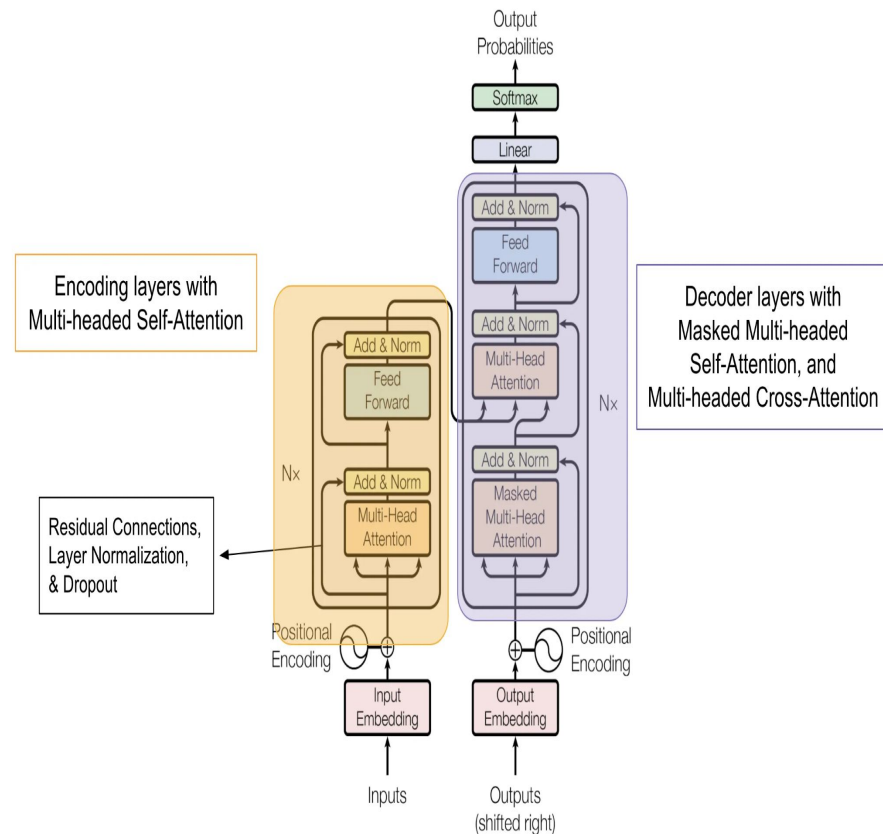 Output
Probabilities
Softmax
Linear
Add & Norm
Feed
Forward
Add & Norm
Multi-Head
Attention
Add & Norm
Masked
Multi-Head
Attention
N×
Decoder layers with
Masked Multi-headed
Self-Attention, and
Multi-headed Cross-Attention
Encoding layers with
Multi-headed Self-Attention
Add & Norm
Feed
Forward
N×
Add & Norm
Multi-Head
Attention
Residual Connections,
Layer Normalization,
& Dropout
Positional
Encoding
Positional
Encoding
Input
Embedding
Output
Embedding
Inputs
Outputs
(shifted right)